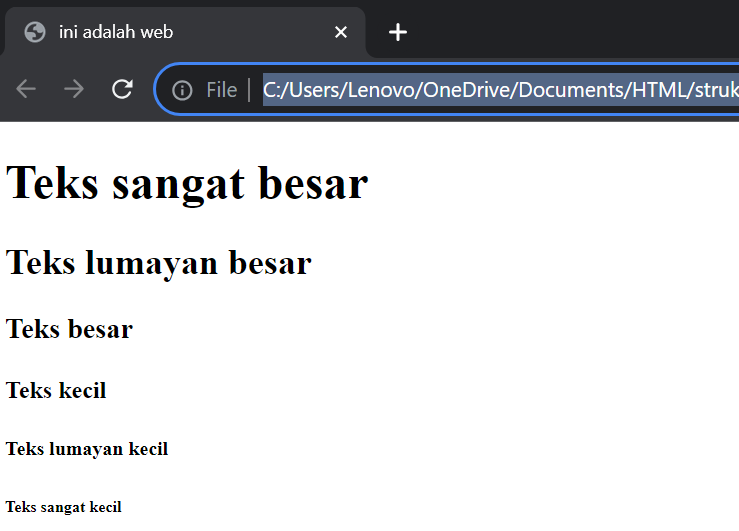 ini adalah web
File
C:/Users/Lenovo/OneDrive/Documents/HTML/struk
Teks sangat besar
Teks lumayan besar
Teks besar
Teks kecil
Teks lumayan kecil
Teks sangat kecil